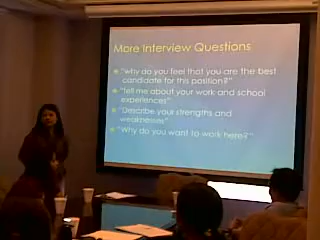 More Interview Questions
"why do you feel that you are the best
candidate for this position?"
"tell me about your work and school
experiences"
"Describe your strengths and
weaknesses"
"Why do you want to work here?"